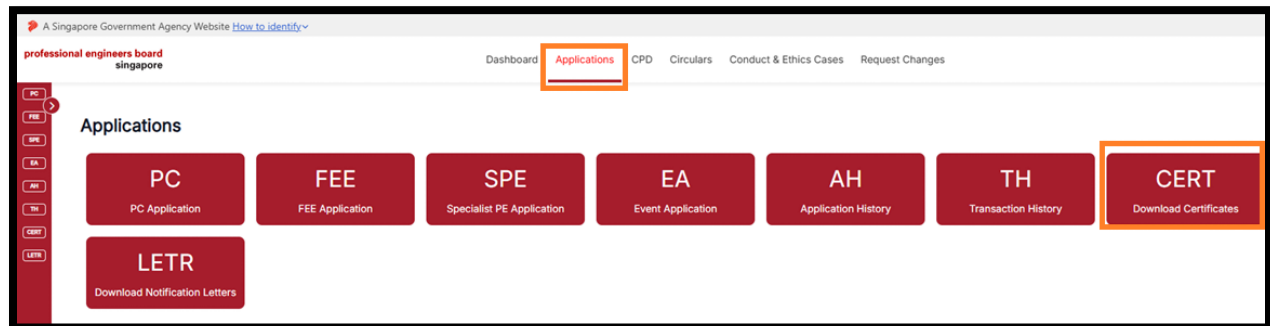 A Singapore Government Agency Website How to identify
professional engineers board
singapore
Dashboard Applications CPD Circulars Conduct & Ethics Cases Request Changes
PC
FEE
SPE
EA
AH
TH
CERT
LETR
Applications
PC FEE SPE EA AH TH CERT
PC Application FEE Application Specialist PE Application Event Application Application History Transaction History Download Certificates
LETR
Download Notification Letters